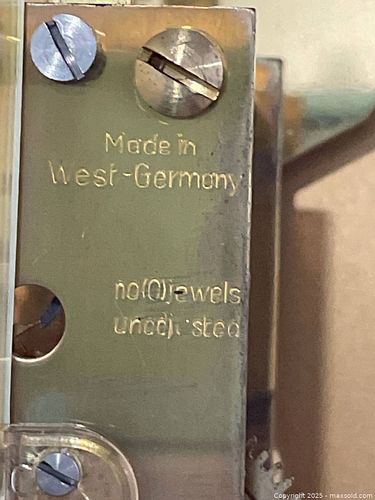 Made in
West-Germany
no(0)jewels
unadjusted
Copyright 2025 - maxsold.com